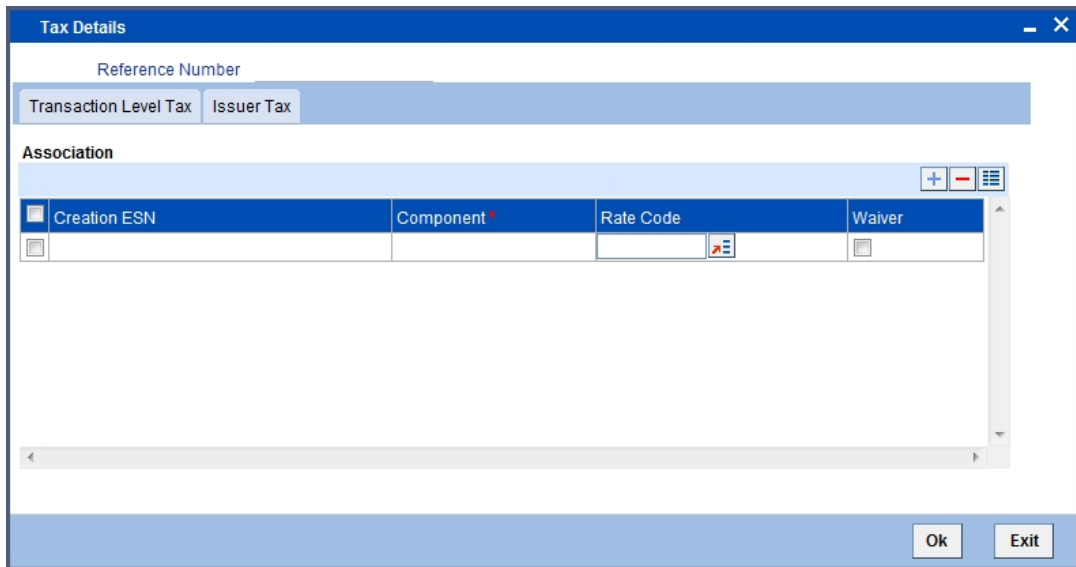 Tax Details
Reference Number
Transaction Level Tax Issuer Tax
Association
Creation ESN Component * Rate Code Waiver
Ok Exit